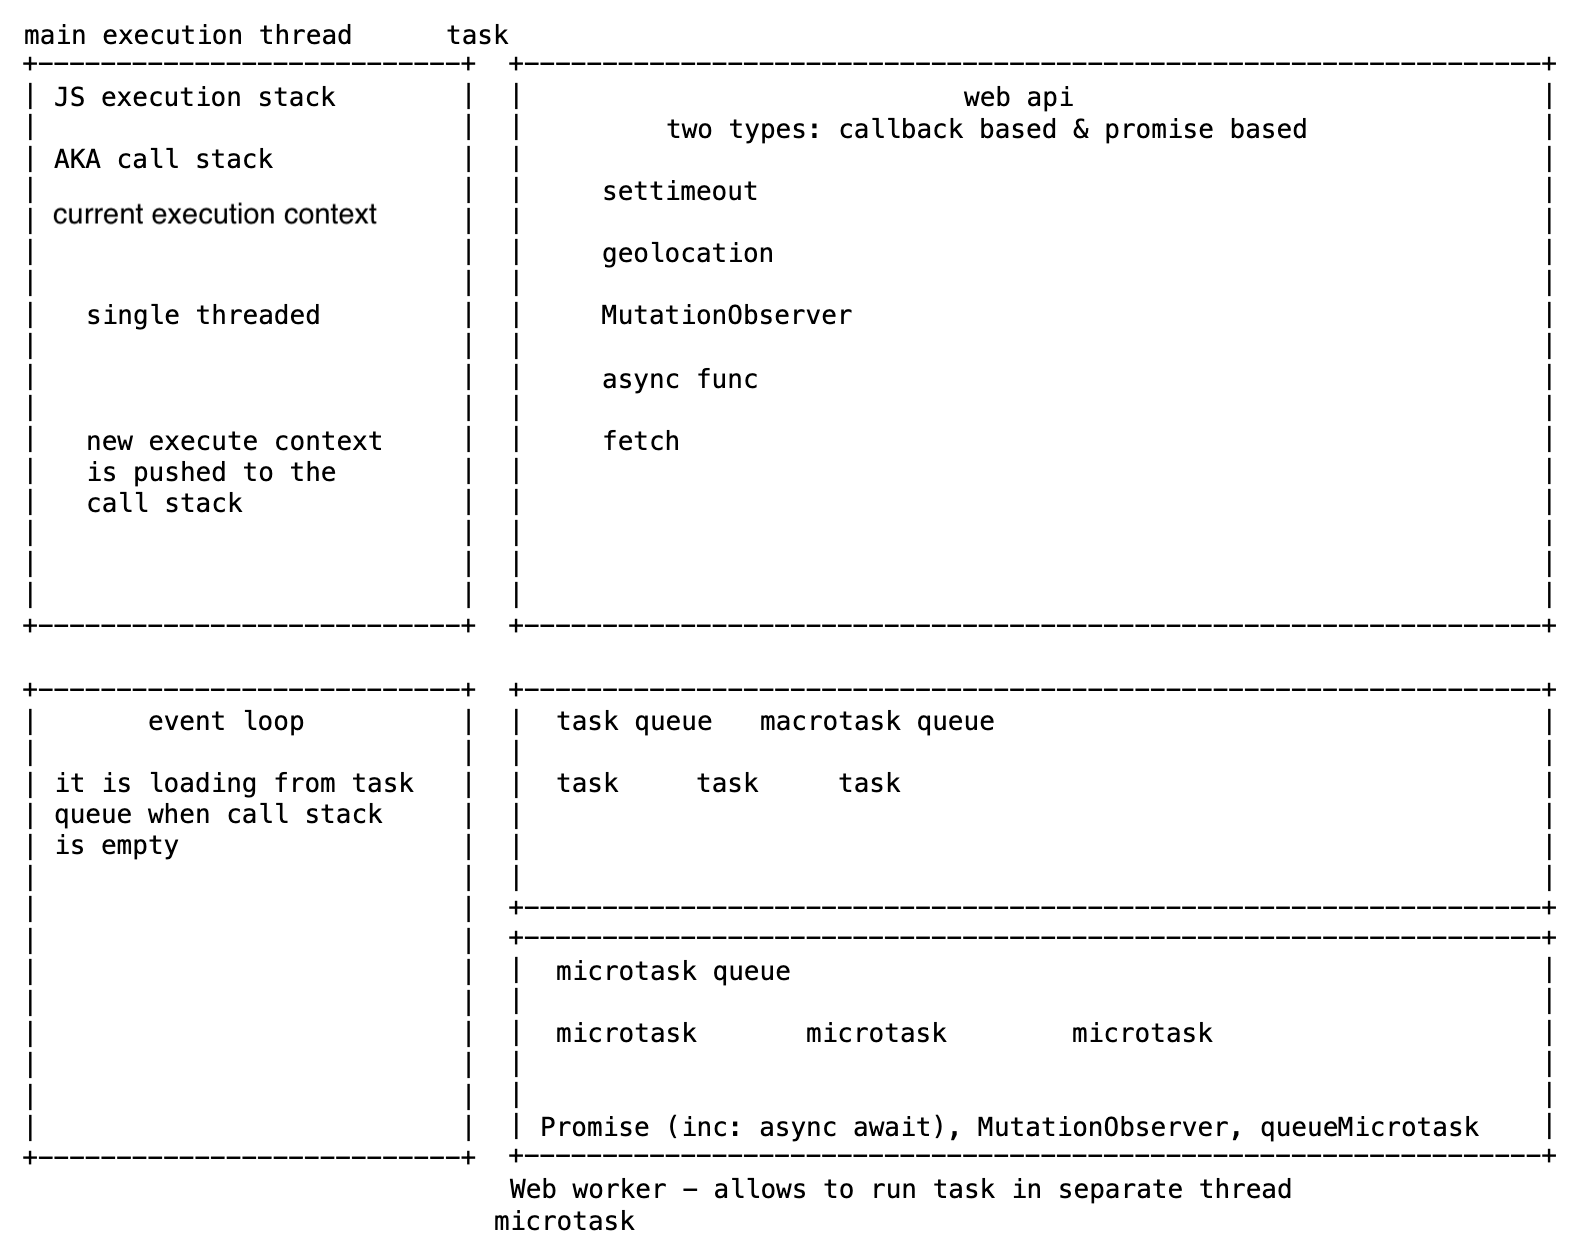 main execution thread task
JS execution stack
AKA call stack
current execution context
single threaded
new execute context
is pushed to the
call stack
web api
two types: callback based & promise based
settimeout
geolocation
MutationObserver
async func
fetch
event loop
it is loading from task
queue when call stack
is empty
task queue macrotask queue
task task task
microtask queue
microtask microtask microtask
Promise (inc: async await), MutationObserver, queueMicrotask
Web worker – allows to run task in separate thread
microtask